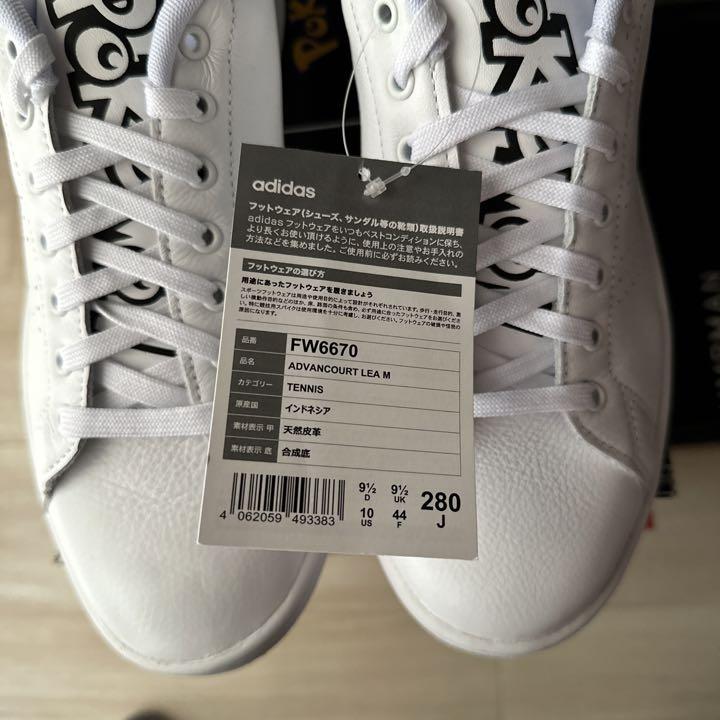 POKé
POKé
POK
adidas
フットウェア(シューズ、サンダル等の靴類)取扱説明書
adidas フットウェアをいつもベストコンディションに保ち、
より長くお使い頂けるように、使用上の注意やお手入れの
方法などを集めました。ご使用前に必ずお読みください。
フットウェアの選び方
用途にあったフットウェアを履きましょう
品番 FW6670
品名 ADVANCOURT LEA M
カテゴリー TENNIS
原産国 インドネシア
素材表示 甲 天然皮革
素材表示 底 合成底
9½ D 9½ UK 280 J
10 US 44 F
4 062059 493383